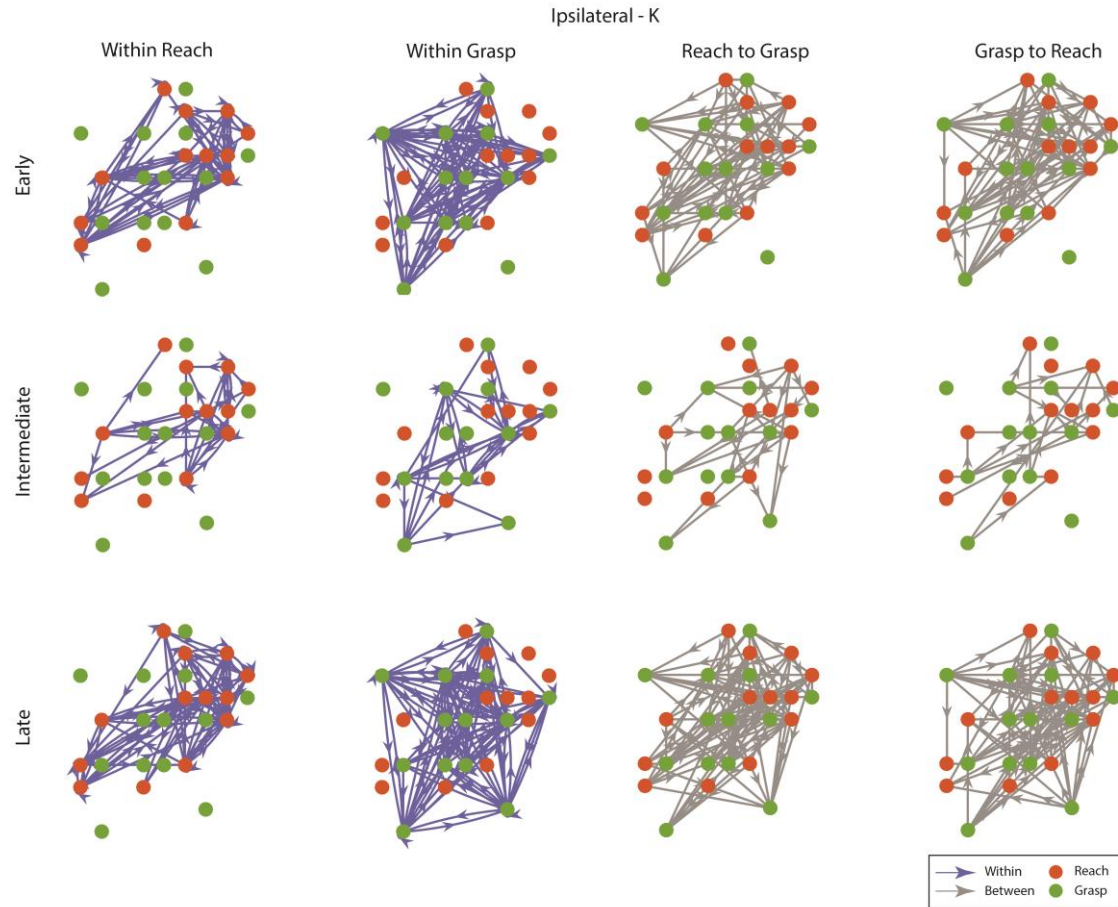 Ipsilateral - K
Within Reach
Within Grasp
Reach to Grasp
Grasp to Reach
Early
Intermediate
Late
Within
Reach
Between
Grasp